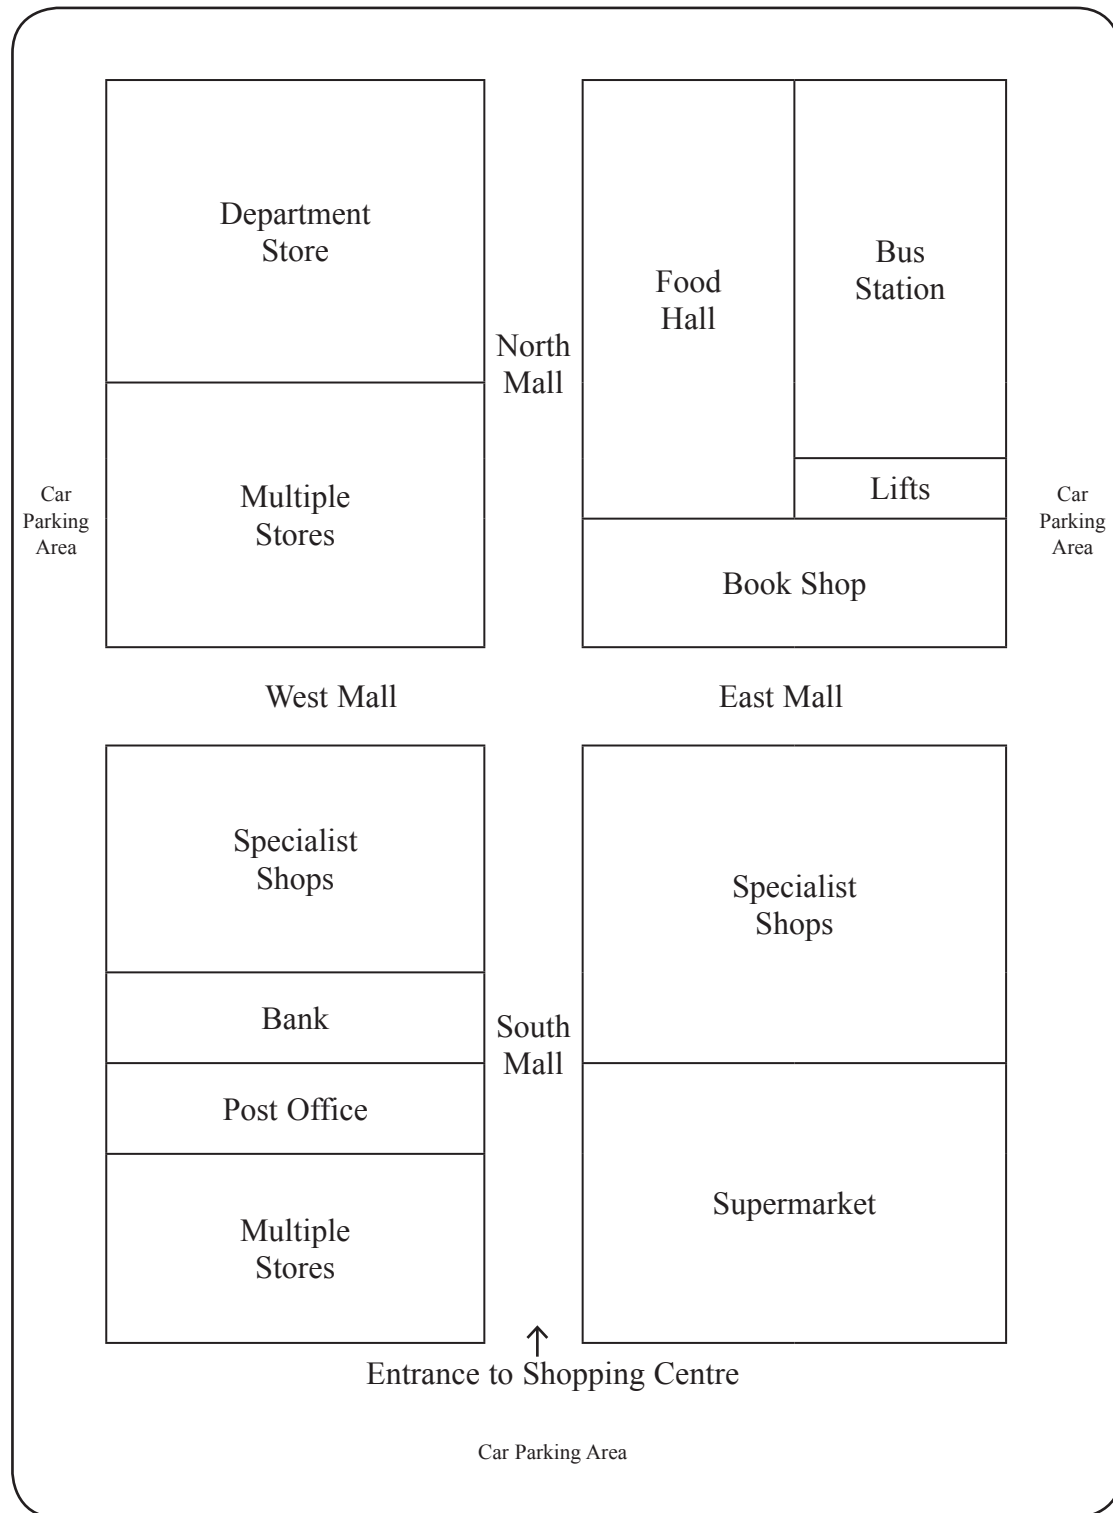 Department
Store
Food
Hall
Bus
Station
North
Mall
Car
Parking
Area
Multiple
Stores
Lifts
Car
Parking
Area
Book Shop
West Mall
East Mall
Specialist
Shops
Specialist
Shops
Bank
South
Mall
Post Office
Supermarket
Multiple
Stores
Entrance to Shopping Centre
Car Parking Area